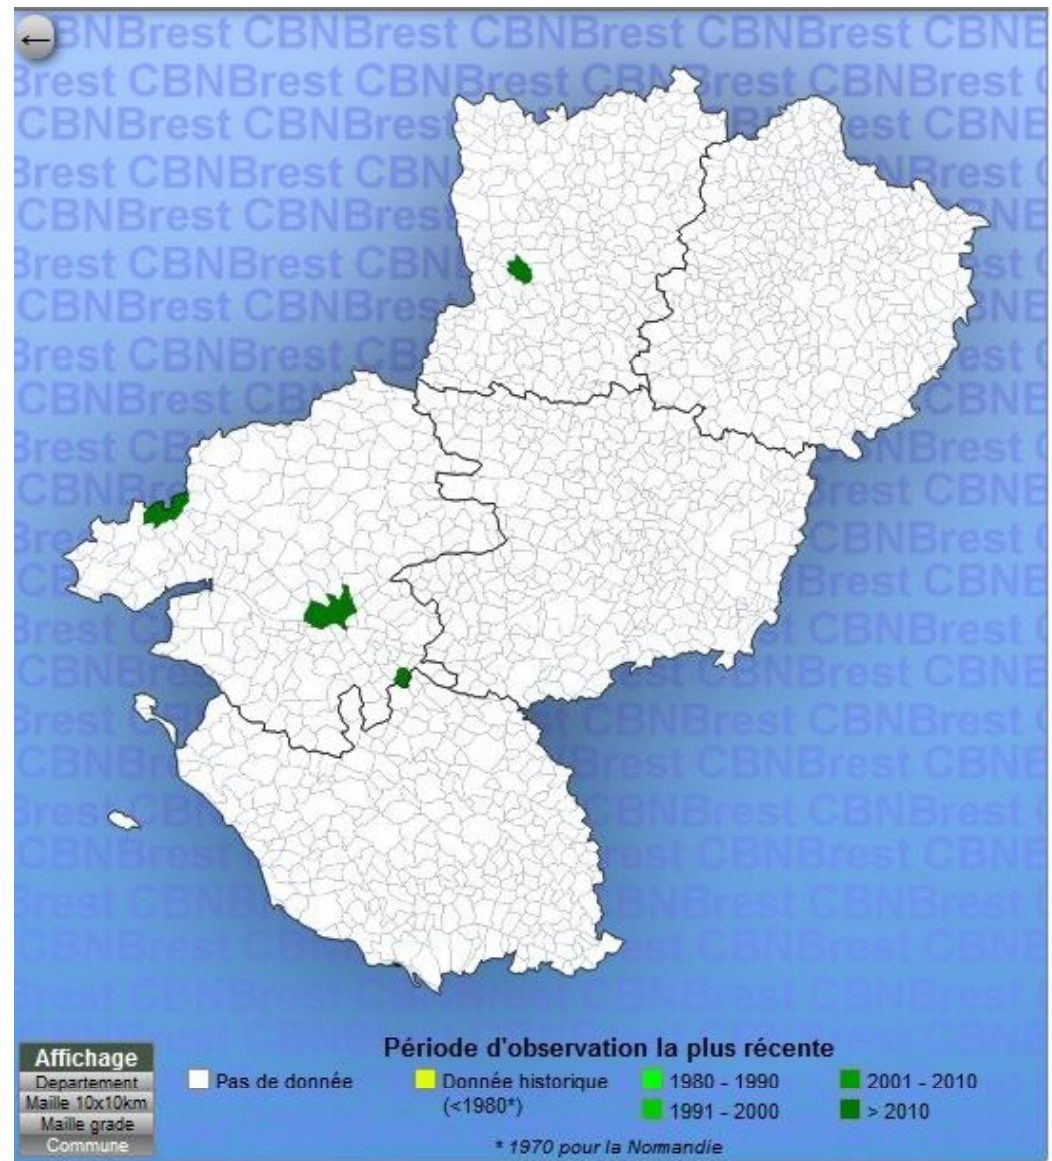 ←
CBNBrest CBNBrest CBNBrest CBNBrest CBNB
Affichage
Departement
Maille 10x10km
Maille grade
Commune
Période d'observation la plus récente
Pas de donnée
Donnée historique
(<1980*)
1980 - 1990
1991 - 2000
2001 - 2010
> 2010
* 1970 pour la Normandie